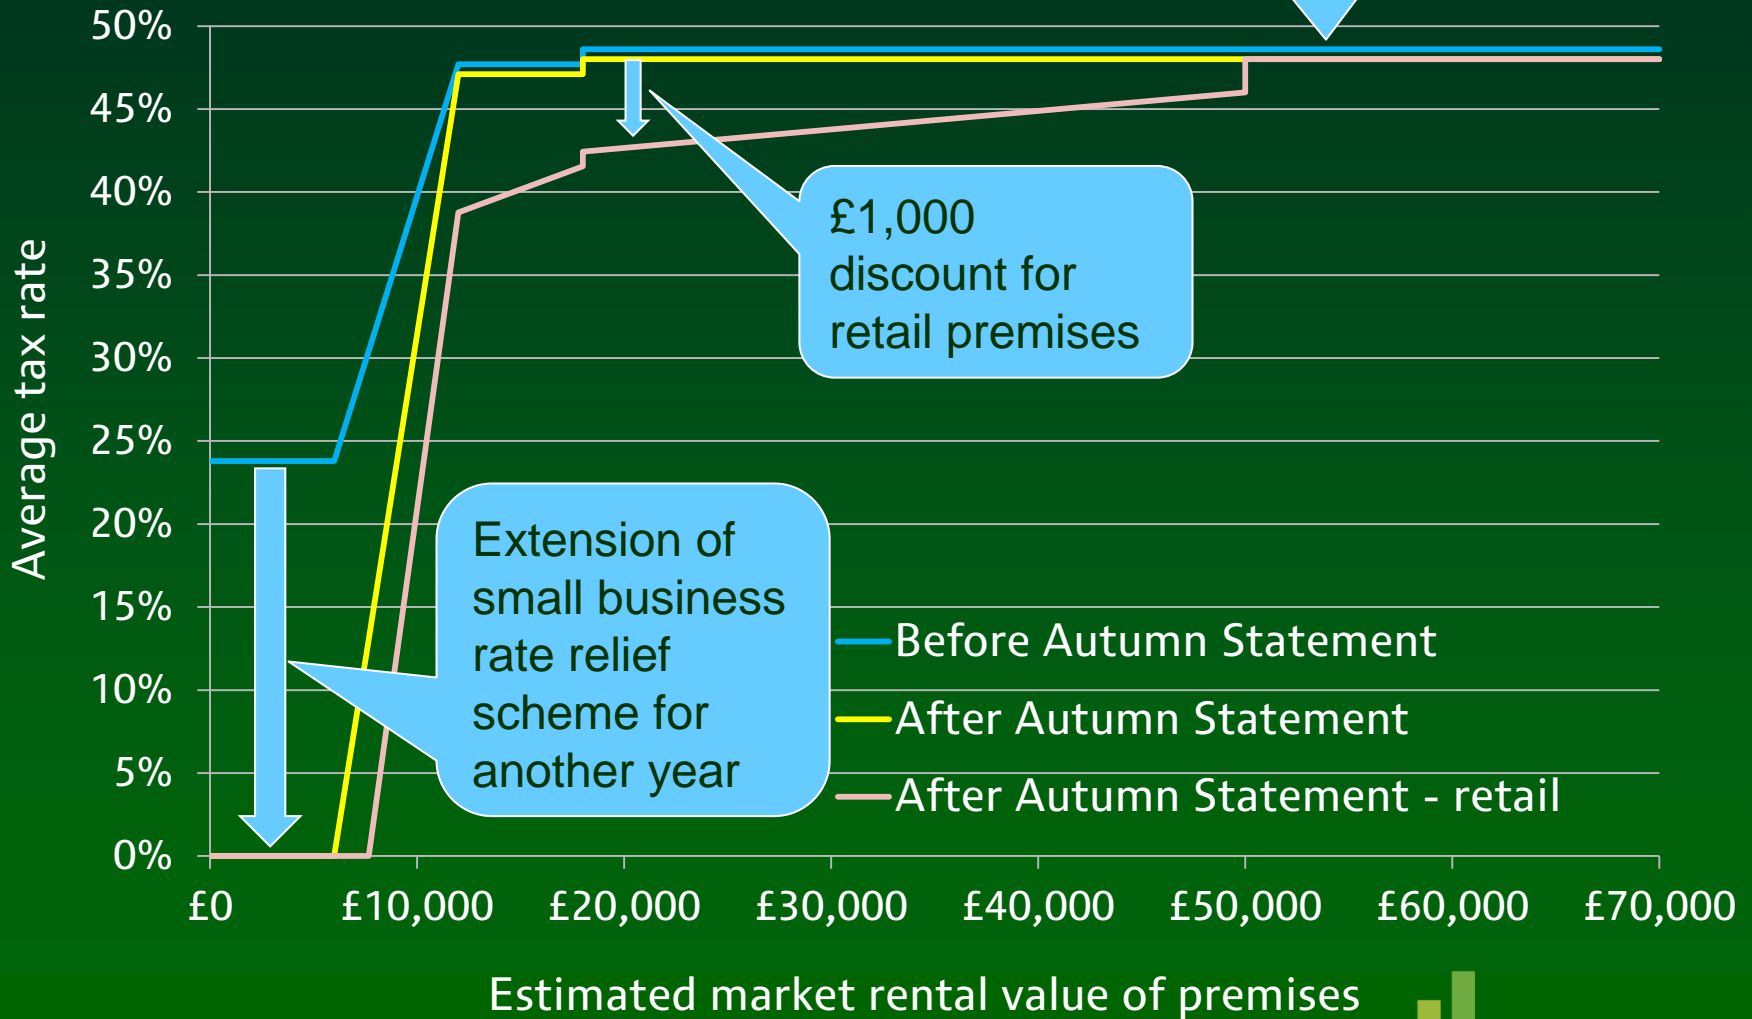 50%
45%
40%
35%
30%
25%
20%
15%
10%
5%
0%
Average tax rate
£1,000
discount for
retail premises
Extension of
small business
rate relief
scheme for
another year
Before Autumn Statement
After Autumn Statement
After Autumn Statement - retail
£0 £10,000 £20,000 £30,000 £40,000 £50,000 £60,000 £70,000
Estimated market rental value of premises